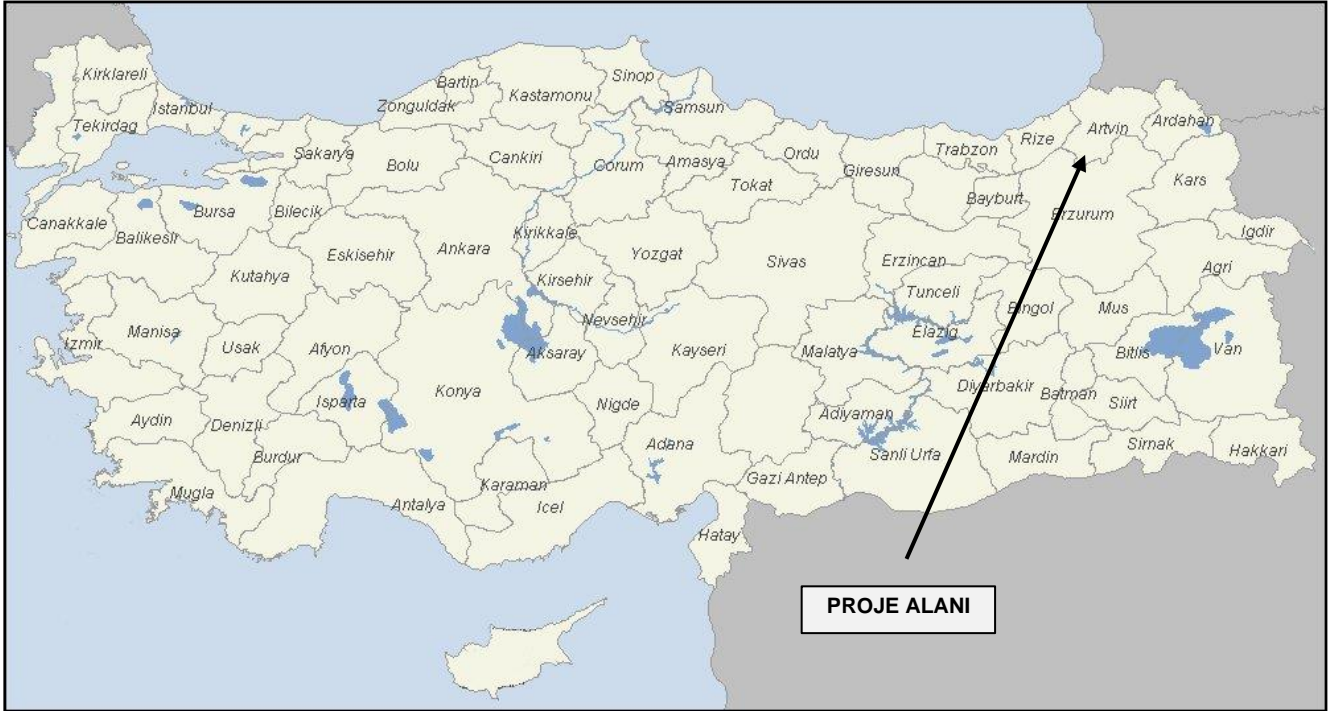 Kirklareli
Tekirdag
Istanbul
Zonguldak
Bartin
Kastamonu
Sinop
Samsun
Sakarya
Bolu
Cankiri
Corum
Amasya
Ordu
Giresun
Trabzon
Rize
Artvin
Ardahan
Tokat
Bayburt
Kars
Erzurum
Igdir
Canakkale
Balikesir
Bursa
Bilecik
Eskisehir
Ankara
Kirikkale
Yozgat
Sivas
Erzincan
Agri
Kutahya
Kirsehir
Tunceli
Bingol
Mus
Manisa
Izmir
Usak
Afyon
Nevsehir
Aksaray
Kayseri
Malatya
Elazig
Bitlis
Van
Konya
Isparta
Nigde
Diyarbakir
Batman
Siirt
Aydin
Denizli
Burdur
Adana
Adiyaman
Sanli Urfa
Mardin
Sirnak
Hakkari
Mugla
Antalya
Karaman
Icel
Gazi Antep
Hatay
PROJE ALANI